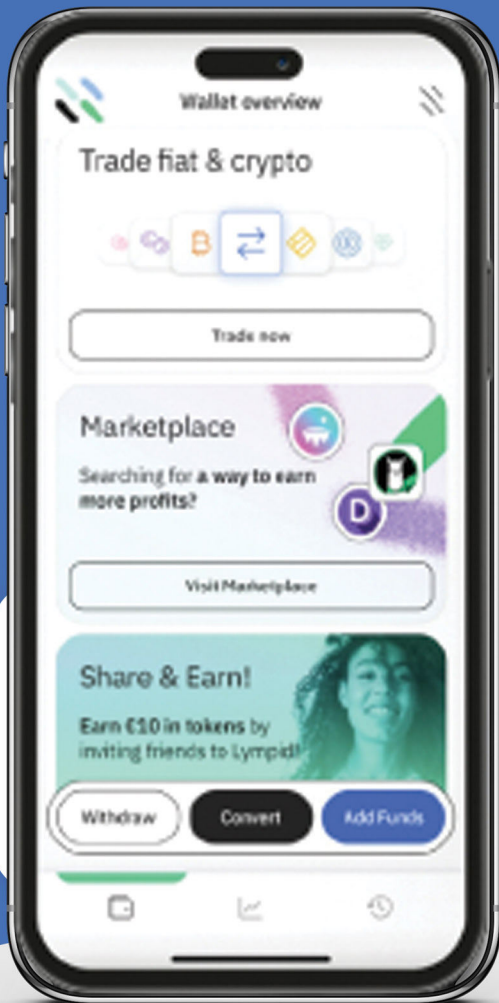 Wallet overview
Trade fiat & crypto
Trade now
Marketplace
Searching for a way to earn
more profits?
D
Visit Marketplace
Share & Earn!
Earn €10 in tokens by
inviting friends to Lympid!
Withdraw
Convert
Add Funds